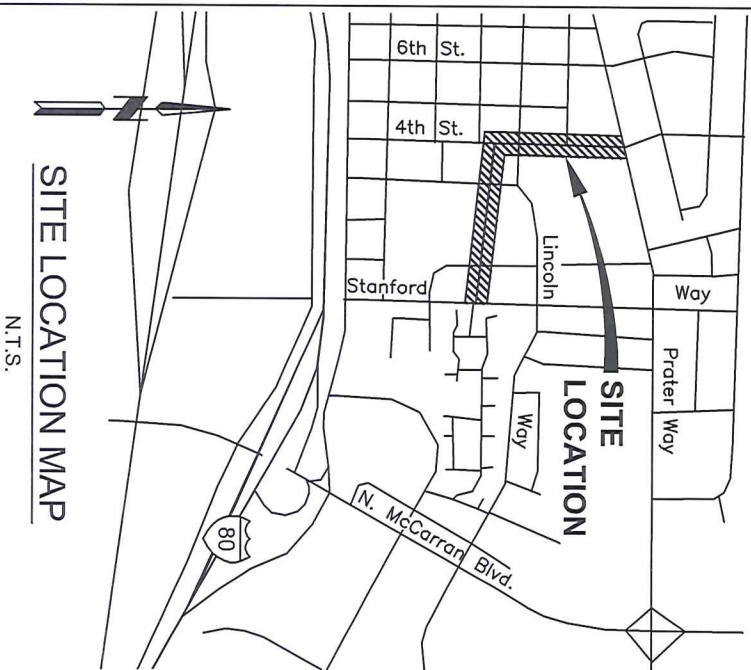 6th St.
4th St.
Stanford
Lincoln
Way
Prater Way
SITE
LOCATION
Way
N. McCarran Blvd.
80
N
SITE LOCATION MAP
N.T.S.